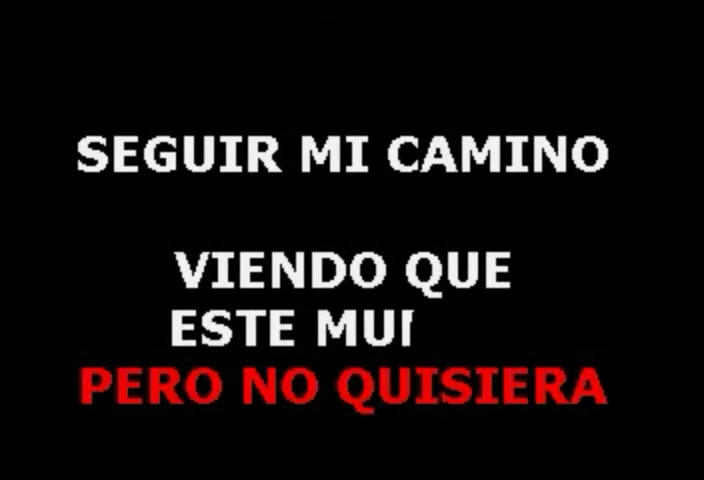 SEGUIR MI CAMINO
VIENDO QUE
ESTE
PERO NO QUISIERA